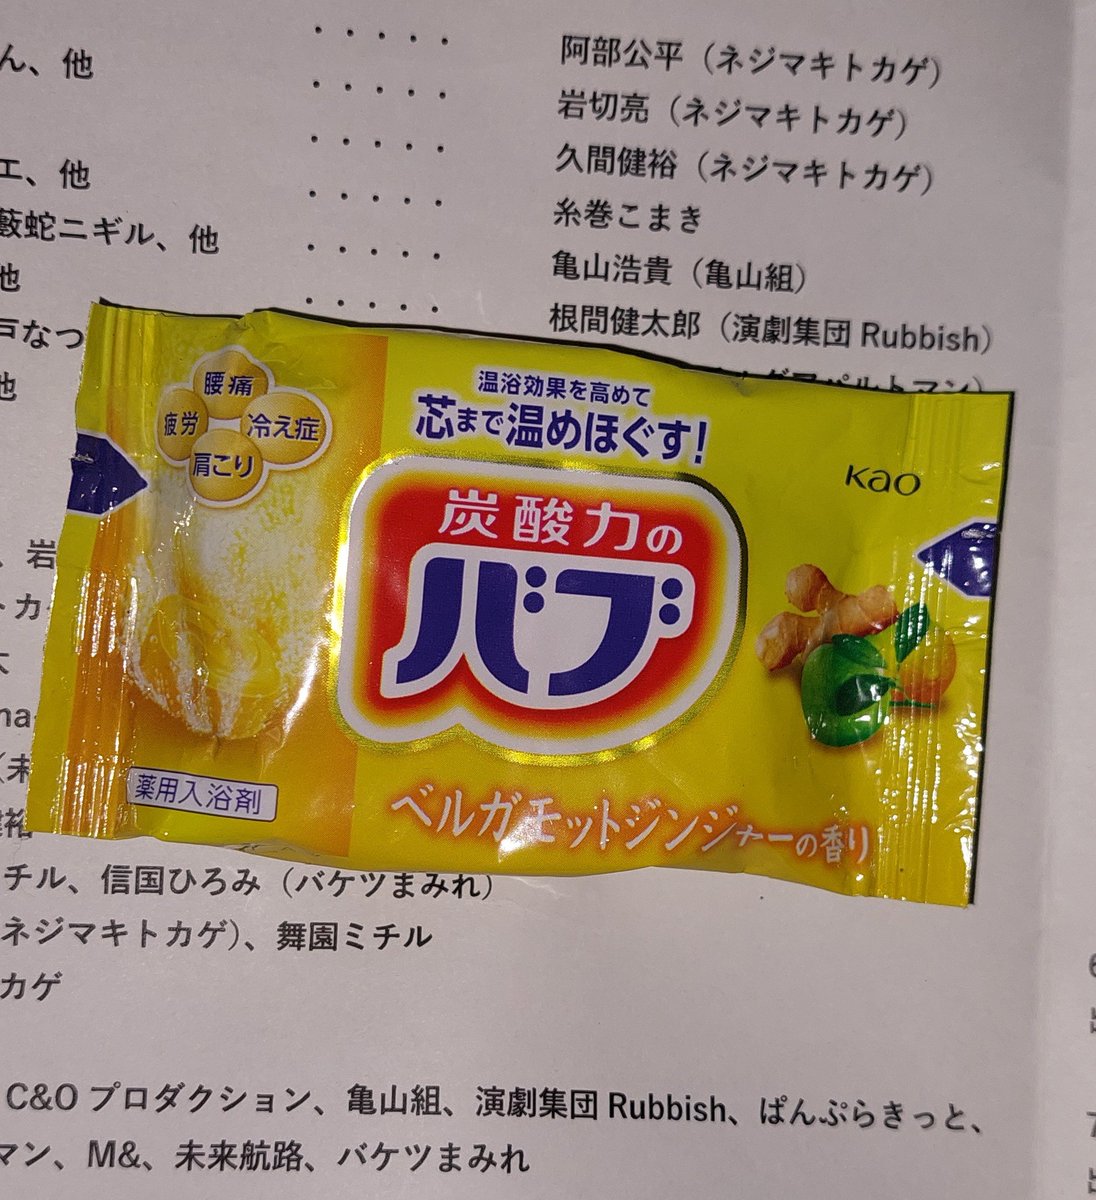 ん、他
・・・・・ 阿部公平（ネジマキトカゲ）
・・・・・ 岩切亮（ネジマキトカゲ）
エ、他 ・・・・・ 久間健裕（ネジマキトカゲ）
藪蛇ニギル、他 ・・・・・ 糸巻こまき
他 ・・・・・ 亀山浩貴（亀山組）
戸なつ ・・・・・ 根間健太郎（演劇集団 Rubbish）
他
腰痛
疲労
冷え症
肩こり
温浴効果を高めて
芯まで温めほぐす！
Kao
炭酸力の
バブ
薬用入浴剤
ベルガモットジンジャーの香り
、岩
トカ
チル、信国ひろみ（バケツまみれ）
ネジマキトカゲ）、舞園ミチル
カゲ
C&O プロダクション、亀山組、演劇集団 Rubbish、ぱんぷらきっと、
マン、M&、未来航路、バケツまみれ